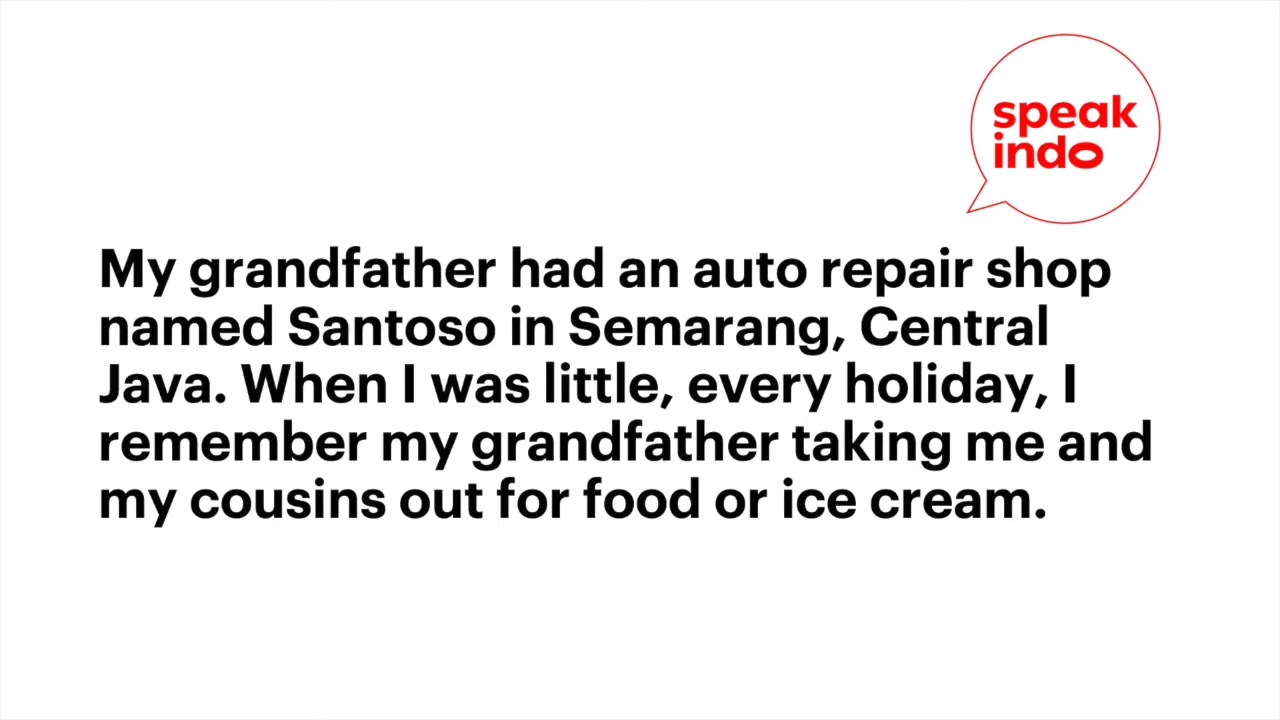 speak
indo
My grandfather had an auto repair shop
named Santoso in Semarang, Central
Java. When I was little, every holiday, I
remember my grandfather taking me and
my cousins out for food or ice cream.